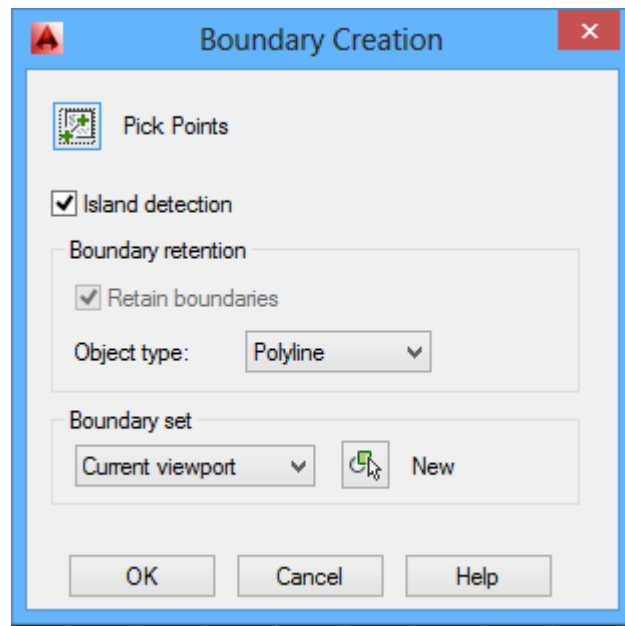 Boundary Creation
Pick Points
Island detection
Boundary retention
Retain boundaries
Object type: Polyline
Boundary set
Current viewport New
OK Cancel Help